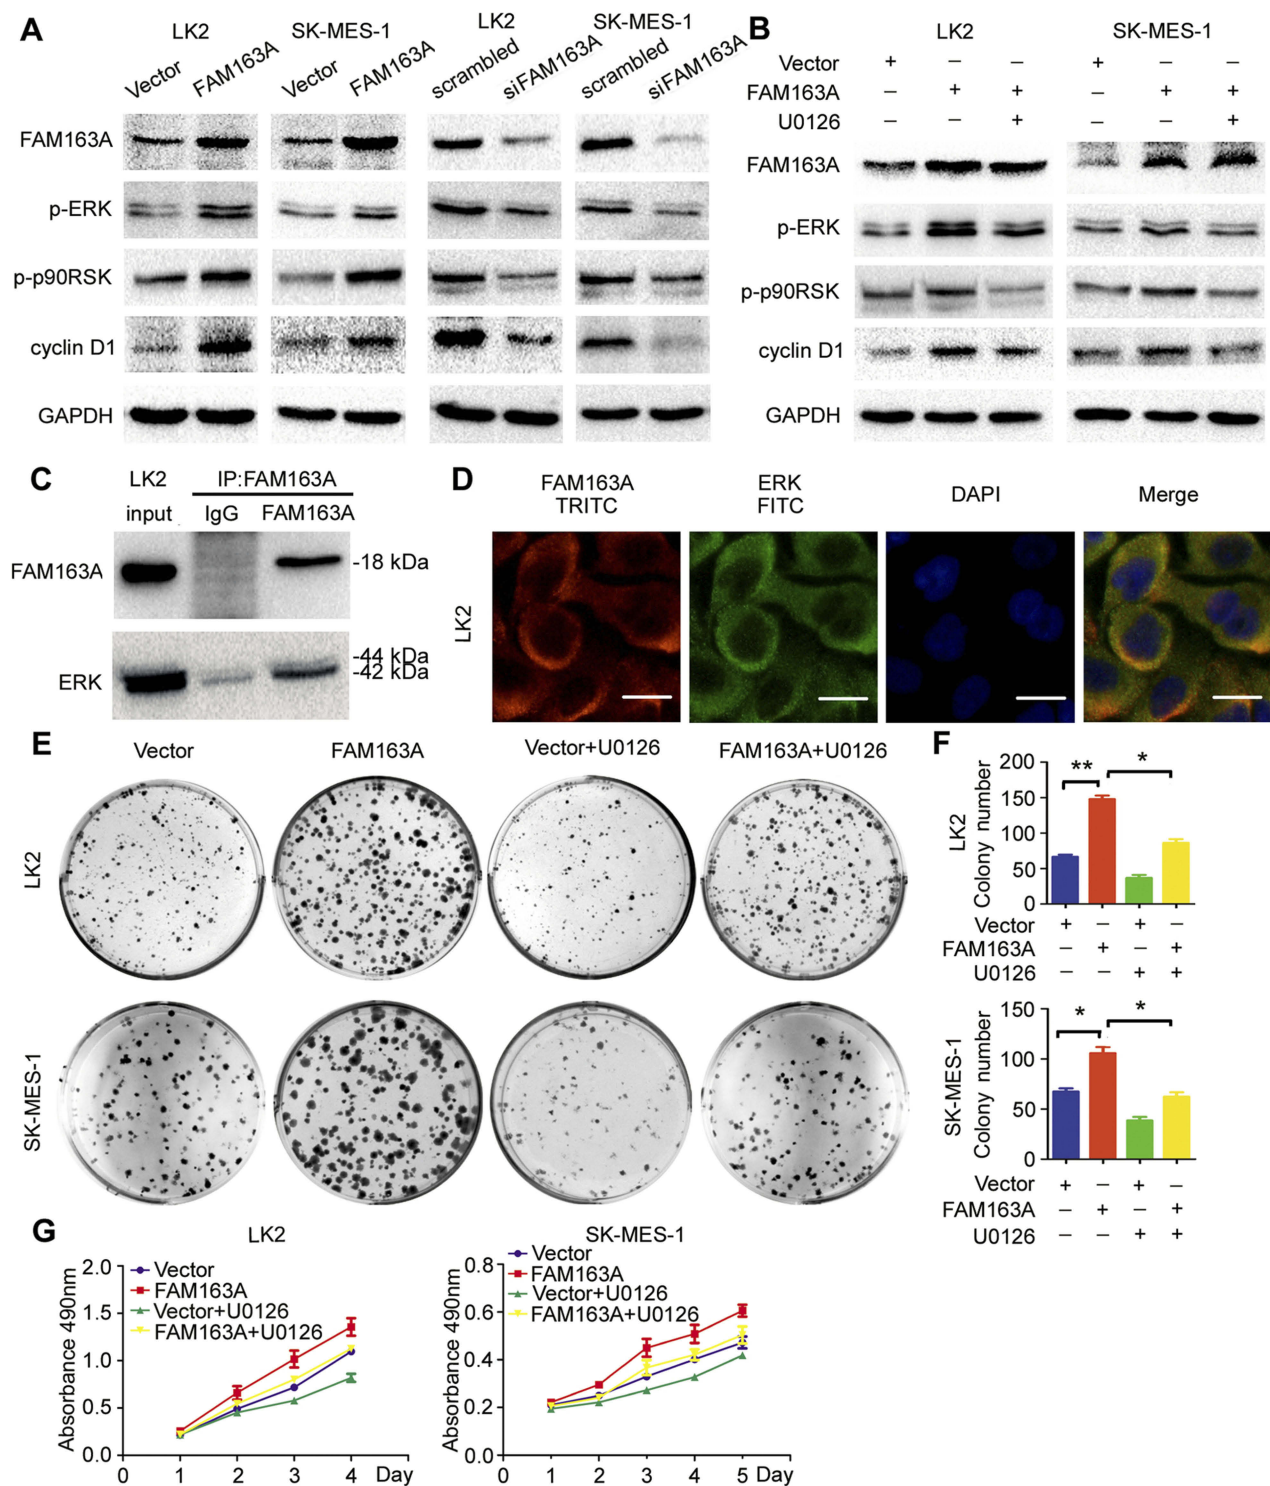 A
LK2 SK-MES-1 LK2 SK-MES-1
Vector FAM163A Vector FAM163A scrambled siFAM163A scrambled siFAM163A
FAM163A
p-ERK
p-p90RSK
cyclin D1
GAPDH
B
LK2 SK-MES-1
Vector + – – + – –
FAM163A – + + – + +
U0126 – – + – – +
FAM163A
p-ERK
p-p90RSK
cyclin D1
GAPDH
C
LK2 IP:FAM163A
input IgG FAM163A
FAM163A -18 kDa
-44 kDa
ERK -42 kDa
D
FAM163A TRITC
ERK FITC
DAPI
Merge
LK2
E
Vector FAM163A Vector+U0126 FAM163A+U0126
LK2
SK-MES-1
F
LK2
Colony number
200
150
100
50
0
** *
Vector + – + –
FAM163A – + – +
U0126 – – + +
SK-MES-1
Colony number
150
100
50
0
* *
Vector + – + –
FAM163A – + – +
U0126 – – + +
G
LK2
Absorbance 490nm
2.0
1.5
1.0
0.5
0.0
Vector
FAM163A
Vector+U0126
FAM163A+U0126
0 1 2 3 4 Day
SK-MES-1
Absorbance 490nm
0.8
0.6
0.4
0.2
0.0
Vector
FAM163A
Vector+U0126
FAM163A+U0126
0 1 2 3 4 5 Day